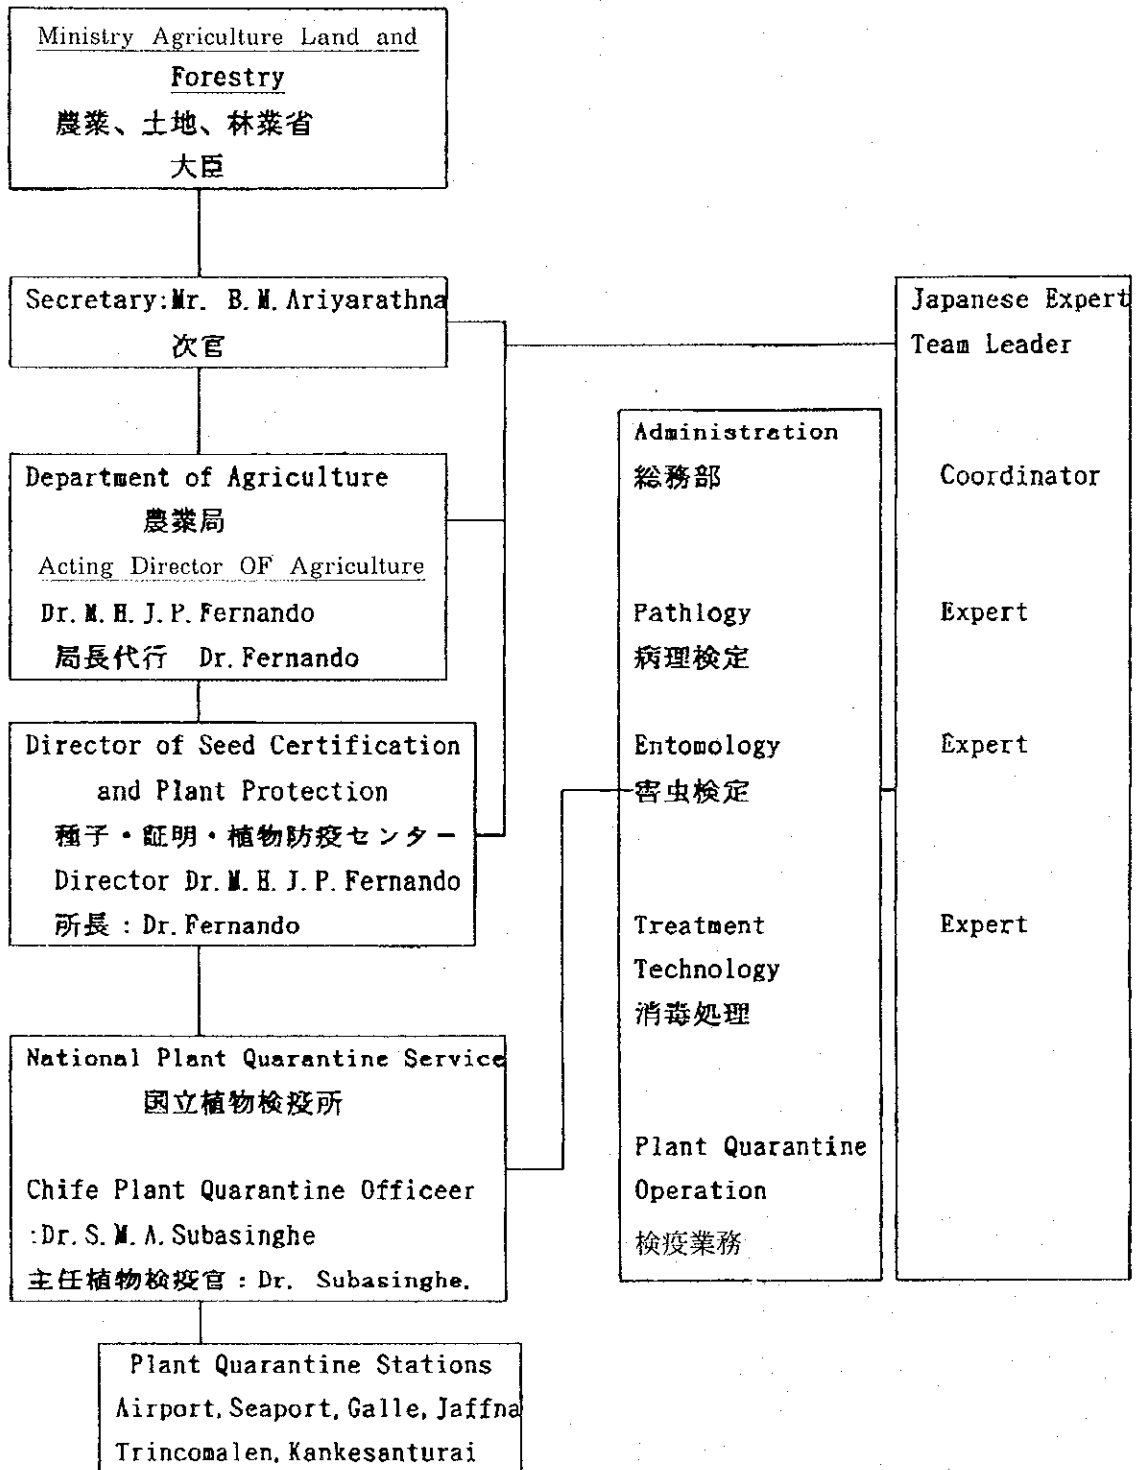 Ministry Agriculture Land and
Forestry
農業、土地、林業省
大臣
Secretary:Mr. B.M.Ariyarathna
次官
Department of Agriculture
農業局
Acting Director OF Agriculture
Dr.M.H.J.P.Fernando
局長代行 Dr.Fernando
Director of Seed Certification
and Plant Protection
種子・証明・植物防疫センター
Director Dr.M.H.J.P.Fernando
所長：Dr.Fernando
National Plant Quarantine Service
国立植物検疫所
Chife Plant Quarantine Officeer
:Dr.S.M.A.Subasinghe
主任植物検疫官：Dr. Subasinghe.
Plant Quarantine Stations
Airport,Seaport,Galle,Jaffna
Trincomalen,Kankesanturai
Administration
総務部
Pathlogy
病理検定
Entomology
害虫検定
Treatment
Technology
消毒処理
Plant Quarantine
Operation
検疫業務
Japanese Expert
Team Leader
Coordinator
Expert
Expert
Expert